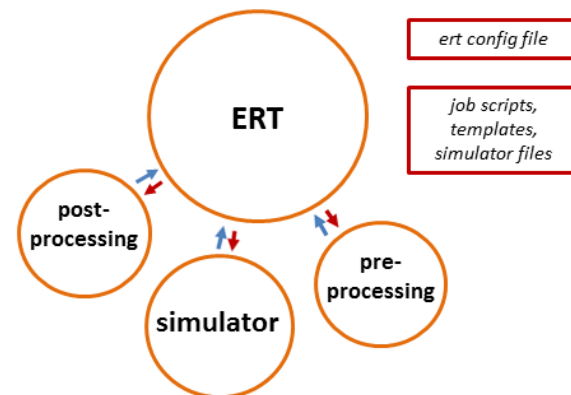 ert config file
ERT
job scripts,
templates,
simulator files
post-
processing
pre-
processing
simulator